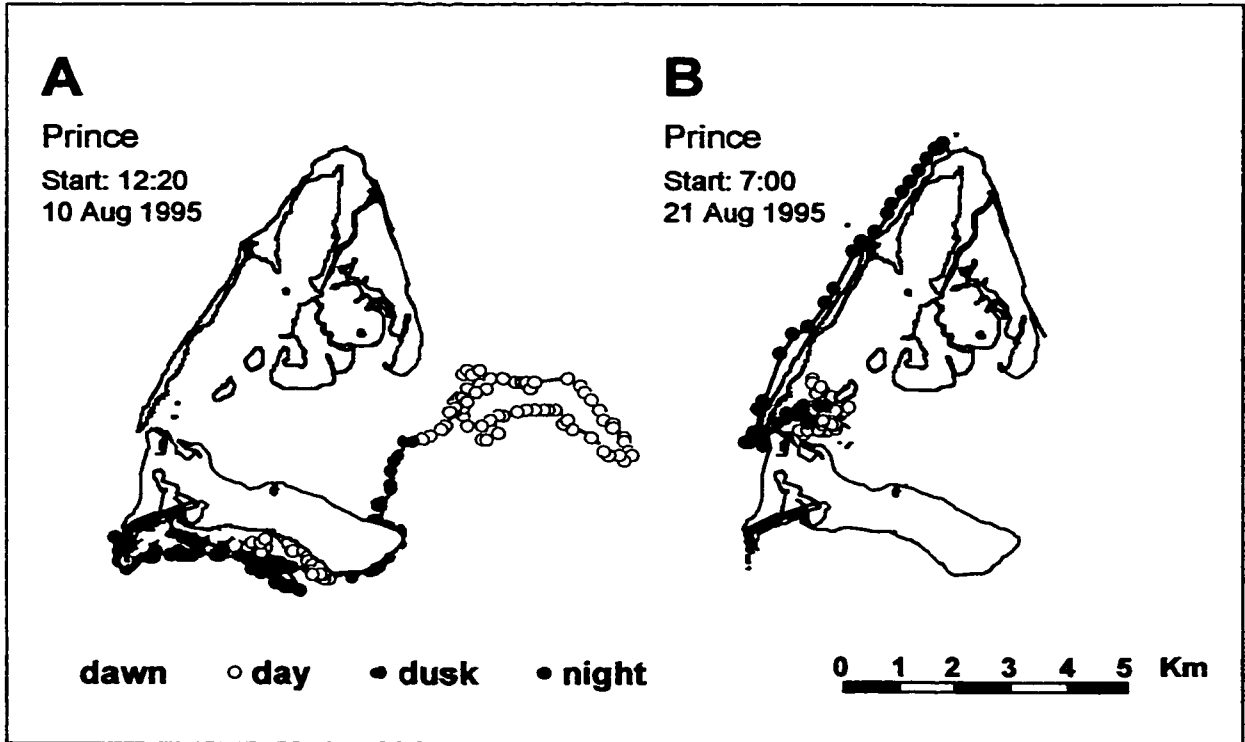 A
Prince
Start: 12:20
10 Aug 1995
B
Prince
Start: 7:00
21 Aug 1995
dawn day dusk night
0 1 2 3 4 5 Km